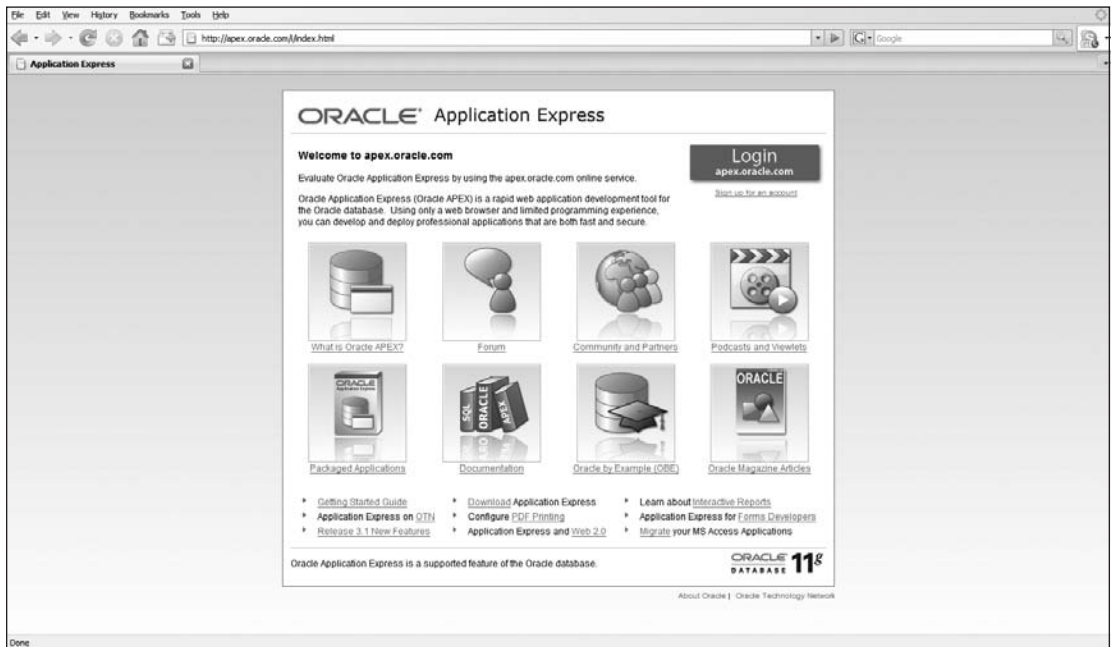 File Edit View History Bookmarks Tools Help
http://apex.oracle.com/i/index.html
G Google
Application Express
ORACLE Application Express
Welcome to apex.oracle.com
Login
apex.oracle.com
Evaluate Oracle Application Express by using the apex.oracle.com online service.
Sign up for an account
Oracle Application Express (Oracle APEX) is a rapid web application development tool for
the Oracle database. Using only a web browser and limited programming experience,
you can develop and deploy professional applications that are both fast and secure.
What is Oracle APEX?
Forum
Community and Partners
Podcasts and Viewlets
ORACLE
Application Express
SQL
ORACLE
APEX
ORACLE
Packaged Applications
Documentation
Oracle by Example (OBE)
Oracle Magazine Articles
Getting Started Guide
Download Application Express
Learn about Interactive Reports
Application Express on OTN
Configure PDF Printing
Application Express for Forms Developers
Release 3.1 New Features
Application Express and Web 2.0
Migrate your MS Access Applications
Oracle Application Express is a supported feature of the Oracle database.
ORACLE
DATABASE 11g
About Oracle | Oracle Technology Network
Done